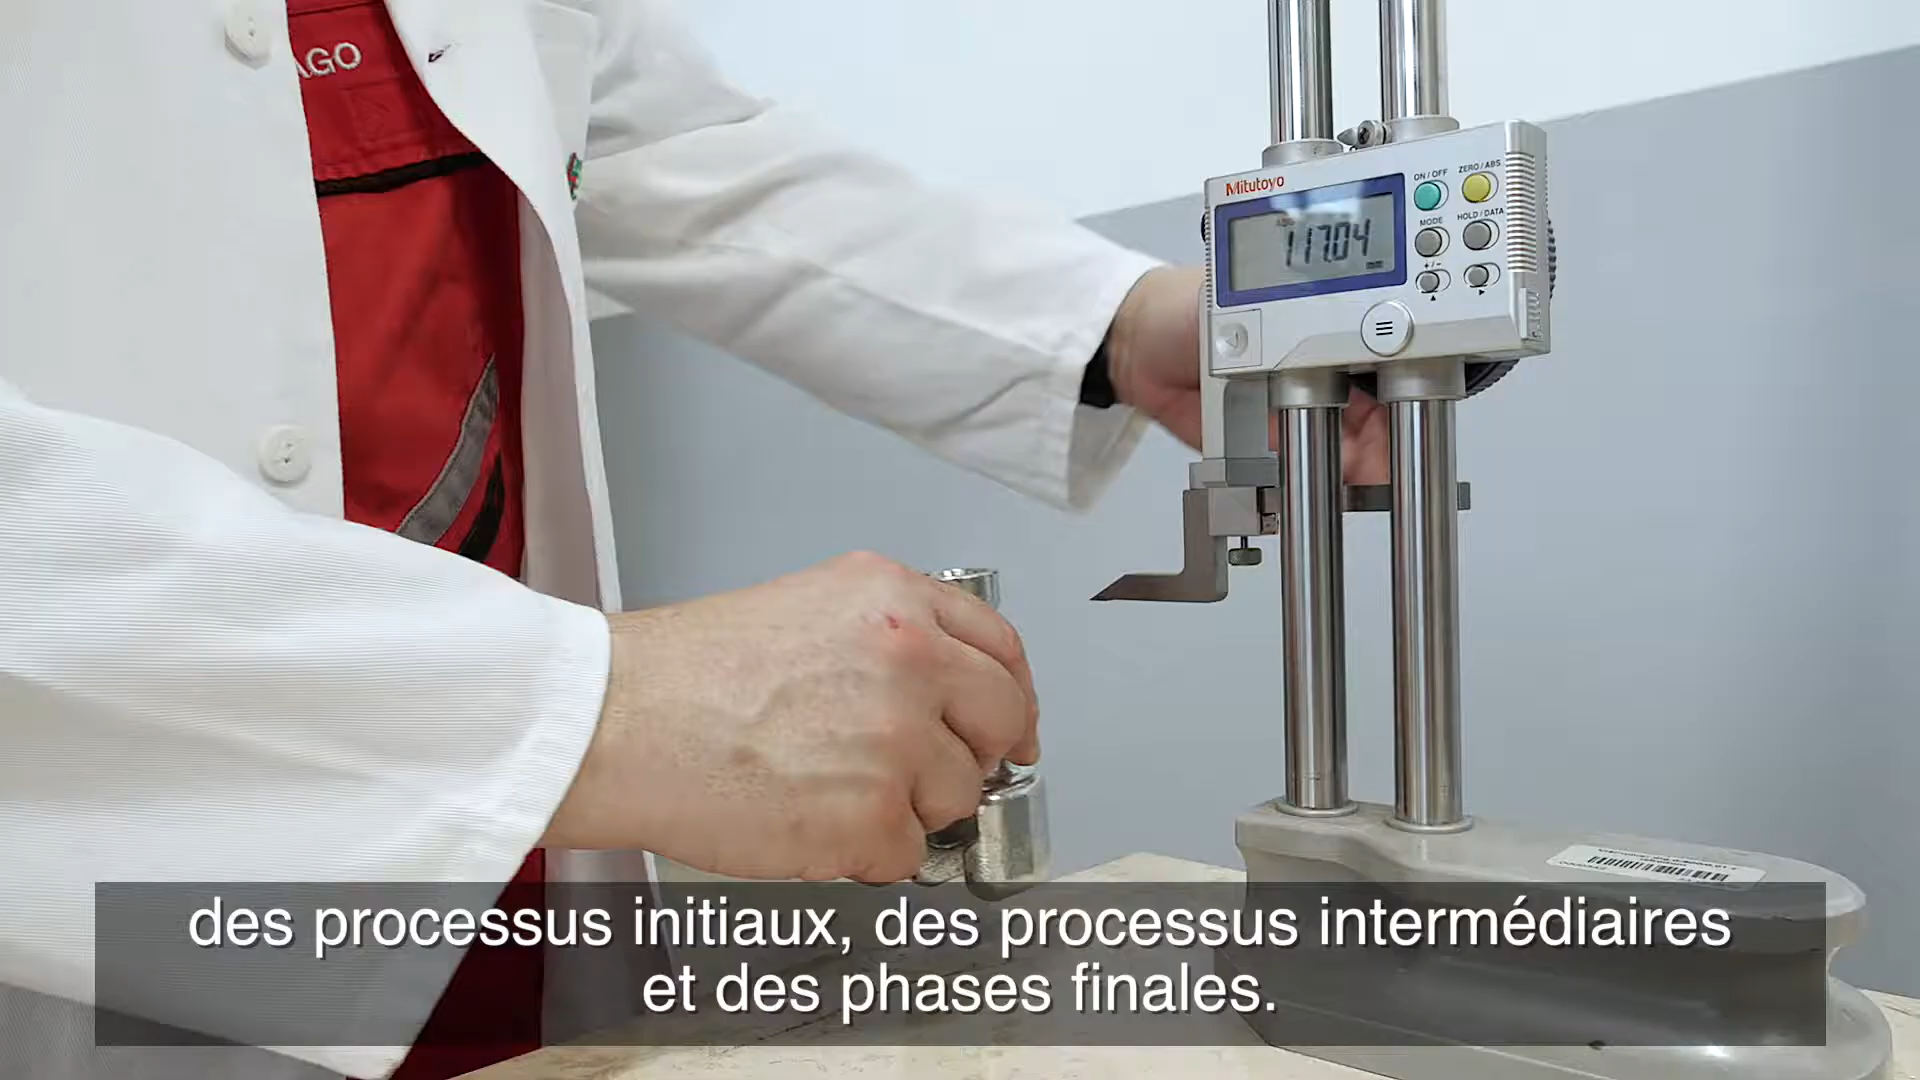 AGO
Mitutoyo
ON / OFF
ZERO / ABS
MODE
HOLD / DATA
+ / -
117.04
mm
des processus initiaux, des processus intermédiaires
et des phases finales.